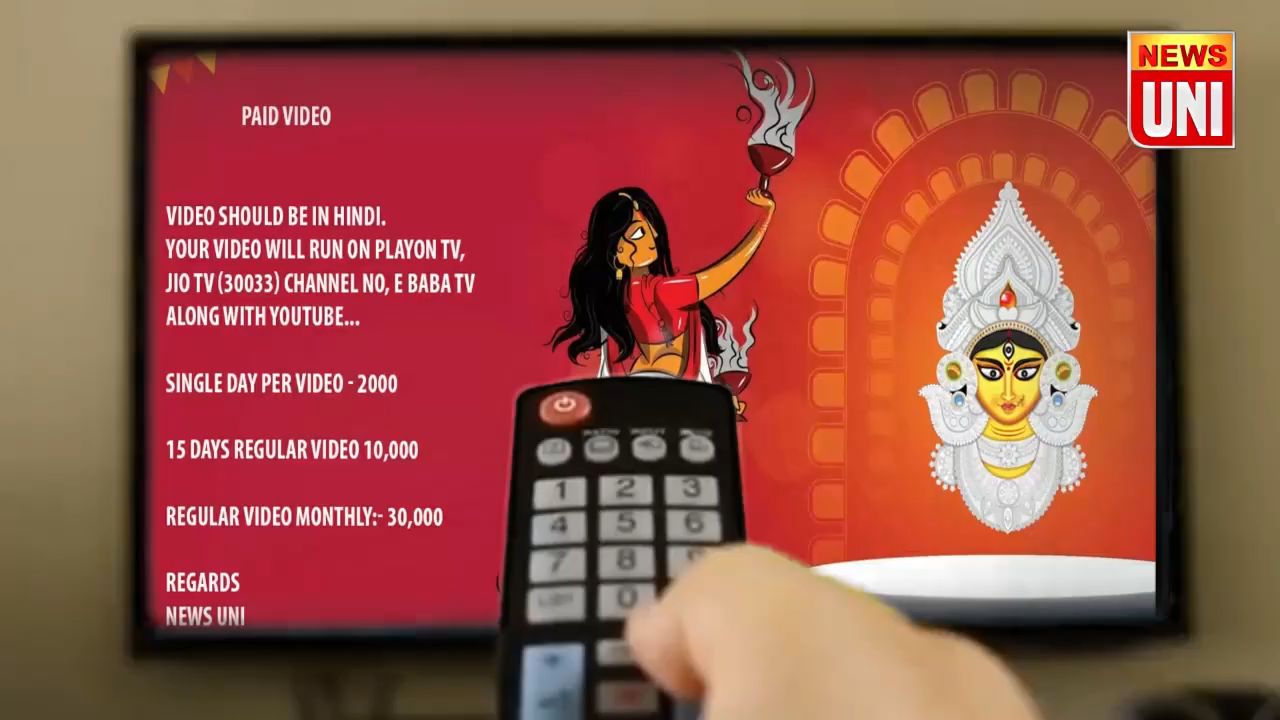 NEWS
UNI
PAID VIDEO
VIDEO SHOULD BE IN HINDI.
YOUR VIDEO WILL RUN ON PLAYON TV,
JIO TV (30033) CHANNEL NO, E BABA TV
ALONG WITH YOUTUBE...
SINGLE DAY PER VIDEO - 2000
15 DAYS REGULAR VIDEO 10,000
REGULAR VIDEO MONTHLY:- 30,000
REGARDS
NEWS UNI
1 2 3
4 5 6
7 8 9
0